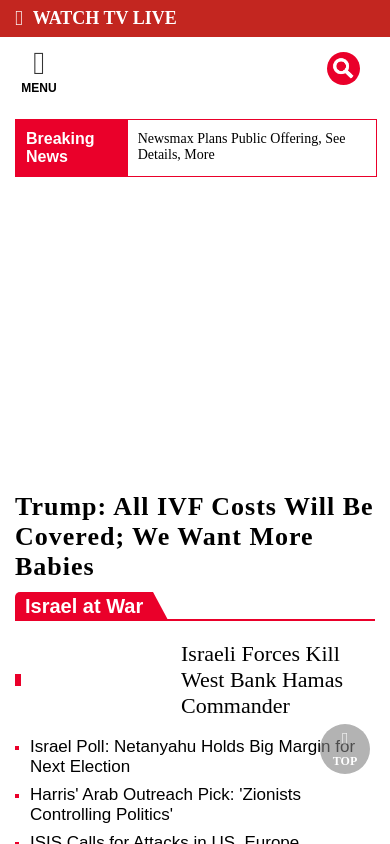 WATCH TV LIVE
MENU
Breaking
News
Newsmax Plans Public Offering, See
Details, More
Trump: All IVF Costs Will Be
Covered; We Want More
Babies
Israel at War
Israeli Forces Kill
West Bank Hamas
Commander
Israel Poll: Netanyahu Holds Big Margin for
Next Election
TOP
Harris' Arab Outreach Pick: 'Zionists
Controlling Politics'
ISIS Calls for Attacks in US, Europe